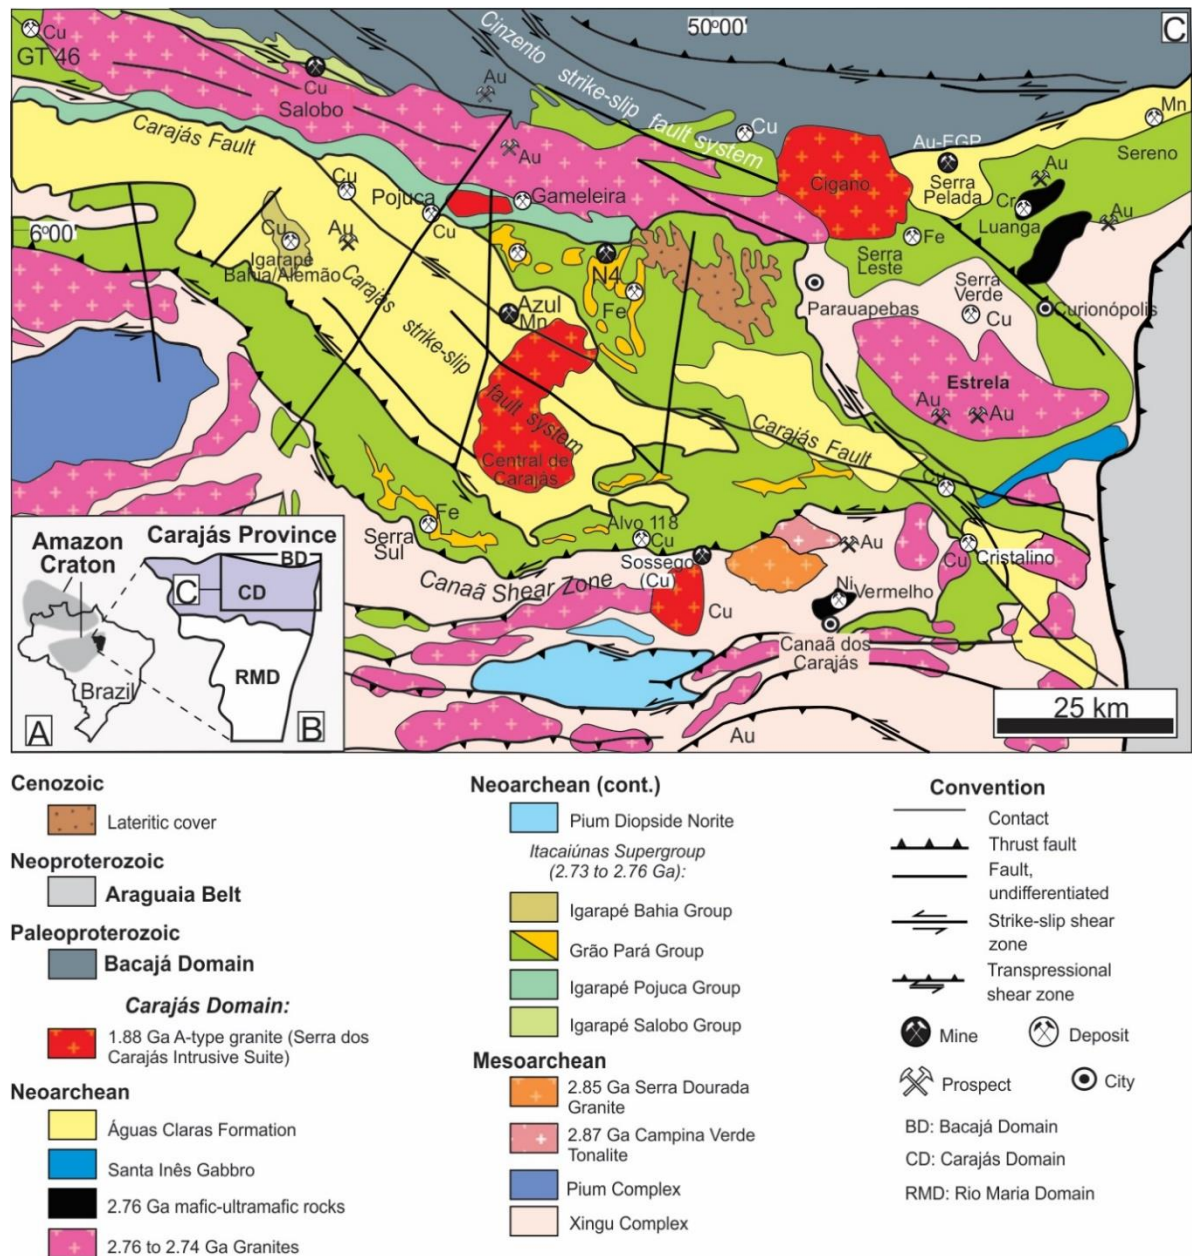 50º00'
C
Cu
GT 46
Cu
Salobo
Au
Cinzento strike-slip fault system
Cu
Mn
Au-EGP
Serra
Pelada
Sereno
Au
Cr
Luanga
Au
Cigano
Carajás Fault
Au
Cu
Pojuca
Cu
Gameleira
6º00'
Cu
Igarapé
Bahia/Alemão
Au
Carajás strike-slip fault system
N4
Fe
Azul
Mn
Fe
Serra
Leste
Parauapebas
Serra
Verde
Cu
Curionópolis
Estrela
Au
Au
Central de
Carajás
Carajás Fault
Cu
Fe
Serra
Sul
Alvo 118
Cu
Sossego
(Cu)
Cu
Au
Cu
Cristalino
Canaã Shear Zone
Ni
Vermelho
Canaã dos
Carajás
Au
25 km
Amazon
Craton
Brazil
A
Carajás Province
BD
C
CD
RMD
B
Cenozoic
Lateritic cover
Neoproterozoic
Araguaia Belt
Paleoproterozoic
Bacajá Domain
Carajás Domain:
1.88 Ga A-type granite (Serra dos
Carajás Intrusive Suite)
Neoarchean
Águas Claras Formation
Santa Inês Gabbro
2.76 Ga mafic-ultramafic rocks
2.76 to 2.74 Ga Granites
Neoarchean (cont.)
Pium Diopside Norite
Itacaiúnas Supergroup
(2.73 to 2.76 Ga):
Igarapé Bahia Group
Grão Pará Group
Igarapé Pojuca Group
Igarapé Salobo Group
Mesoarchean
2.85 Ga Serra Dourada
Granite
2.87 Ga Campina Verde
Tonalite
Pium Complex
Xingu Complex
Convention
Contact
Thrust fault
Fault,
undifferentiated
Strike-slip shear
zone
Transpressional
shear zone
Mine
Deposit
Prospect
City
BD: Bacajá Domain
CD: Carajás Domain
RMD: Rio Maria Domain